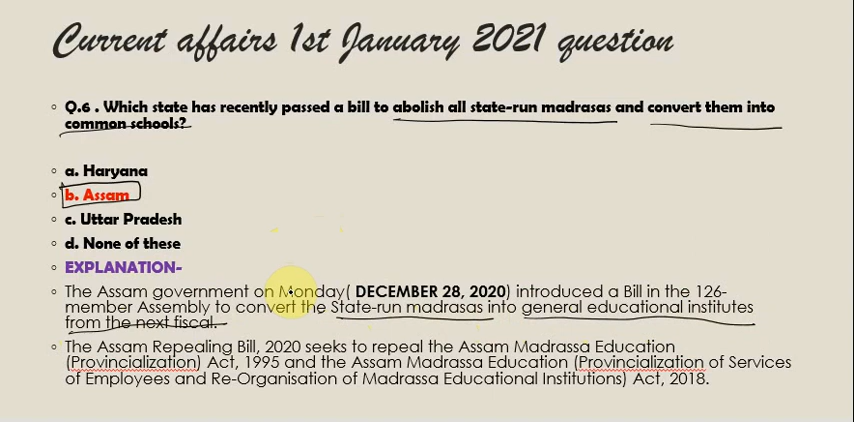 Current affairs 1st January 2021 question
Q.6 . Which state has recently passed a bill to abolish all state-run madrasas and convert them into
common schools?
a. Haryana
b. Assam
c. Uttar Pradesh
d. None of these
EXPLANATION-
The Assam government on Monday( DECEMBER 28, 2020) introduced a Bill in the 126-
member Assembly to convert the State-run madrasas into general educational institutes
from the next fiscal.
The Assam Repealing Bill, 2020 seeks to repeal the Assam Madrassa Education
(Provincialization) Act, 1995 and the Assam Madrassa Education (Provincialization of Services
of Employees and Re-Organisation of Madrassa Educational Institutions) Act, 2018.